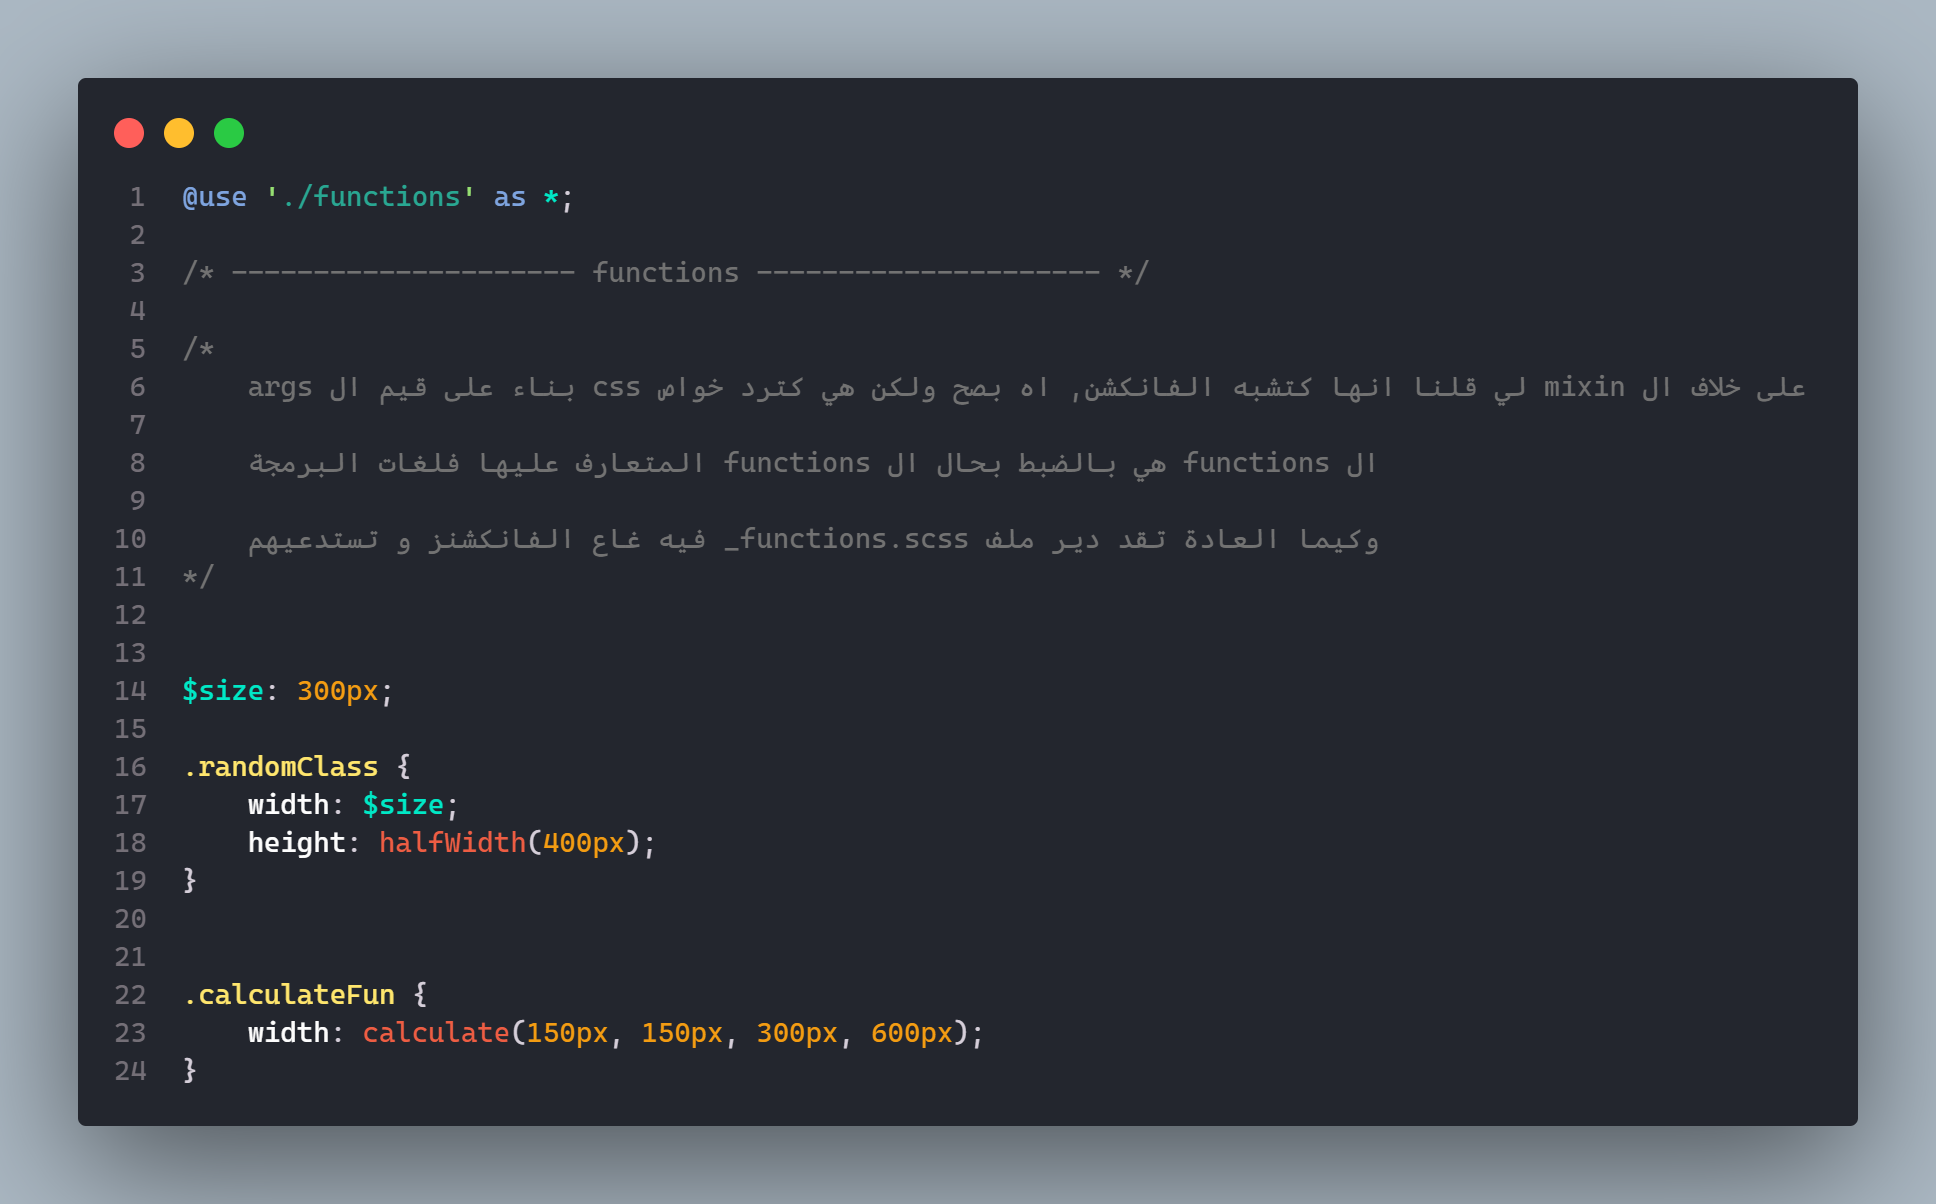 1 @use './functions' as *;
2
3 /* --------------------- functions --------------------- */
4
5 /*
6 على خلاف ال mixin لي قلنا انها كتشبه الفانكشن, اه بصح ولكن هي كترد خواص css بناء على قيم ال args
7
8 ال functions هي بالضبط بحال ال functions المتعارف عليها فلغات البرمجة
9
10 وكيما العادة تقد دير ملف _functions.scss فيه غاع الفانكشنز و تستدعيهم
11 */
12
13
14 $size: 300px;
15
16 .randomClass {
17 width: $size;
18 height: halfWidth(400px);
19 }
20
21
22 .calculateFun {
23 width: calculate(150px, 150px, 300px, 600px);
24 }